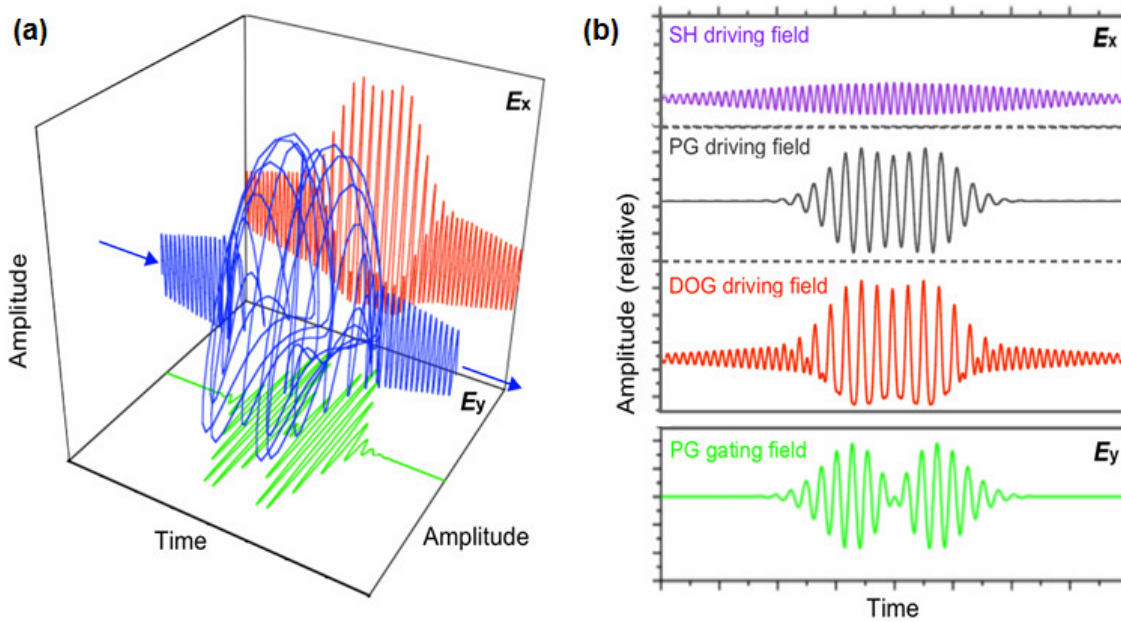 (a)
Ex
Amplitude
Ey
Time
Amplitude
(b)
SH driving field
Ex
PG driving field
Amplitude (relative)
DOG driving field
PG gating field
Ey
Time